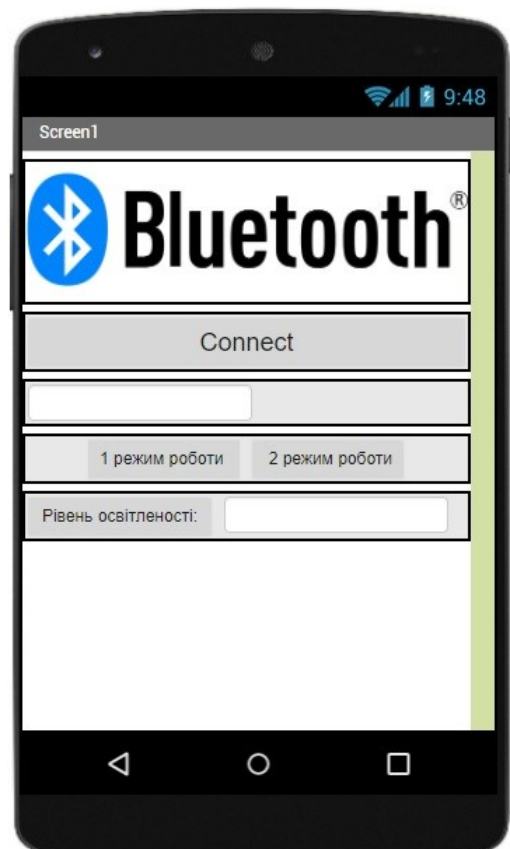 9:48
Screen1
Bluetooth®
Connect
1 режим роботи 2 режим роботи
Рівень освітленості: